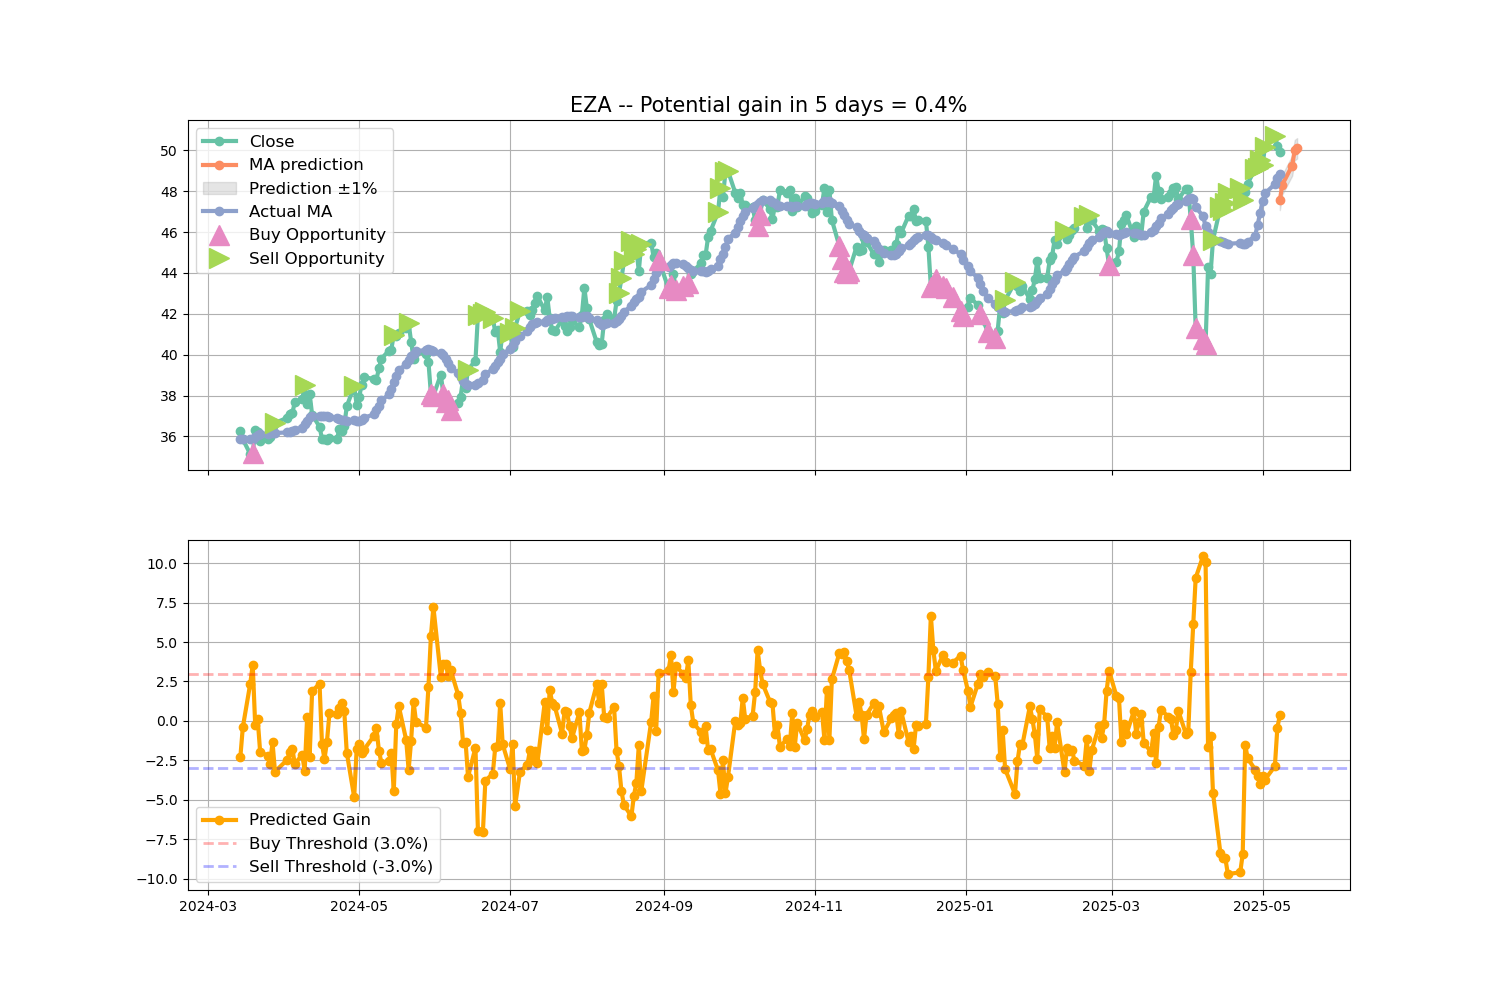 EZA -- Potential gain in 5 days = 0.4%
Close
MA prediction
Prediction ±1%
Actual MA
Buy Opportunity
Sell Opportunity
50
48
46
44
42
40
38
36
10.0
7.5
5.0
2.5
0.0
−2.5
−5.0
−7.5
−10.0
Predicted Gain
Buy Threshold (3.0%)
Sell Threshold (-3.0%)
2024-03 2024-05 2024-07 2024-09 2024-11 2025-01 2025-03 2025-05